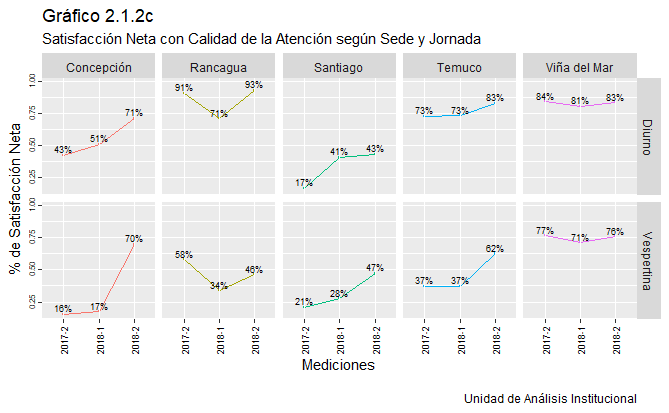 Gráfico 2.1.2c
Satisfacción Neta con Calidad de la Atención según Sede y Jornada
Concepción Rancagua Santiago Temuco Viña del Mar
% de Satisfacción Neta
1.00
0.75
0.50
0.25
43% 51% 71%
91% 71% 93%
17% 41% 43%
73% 73% 83%
84% 81% 83%
Diurno
1.00
0.75
0.50
0.25
16% 17% 70%
58% 34% 46%
21% 28% 47%
37% 37% 62%
77% 71% 76%
Vespertina
2017-2 2018-1 2018-2 2017-2 2018-1 2018-2 2017-2 2018-1 2018-2 2017-2 2018-1 2018-2 2017-2 2018-1 2018-2
Mediciones
Unidad de Análisis Institucional